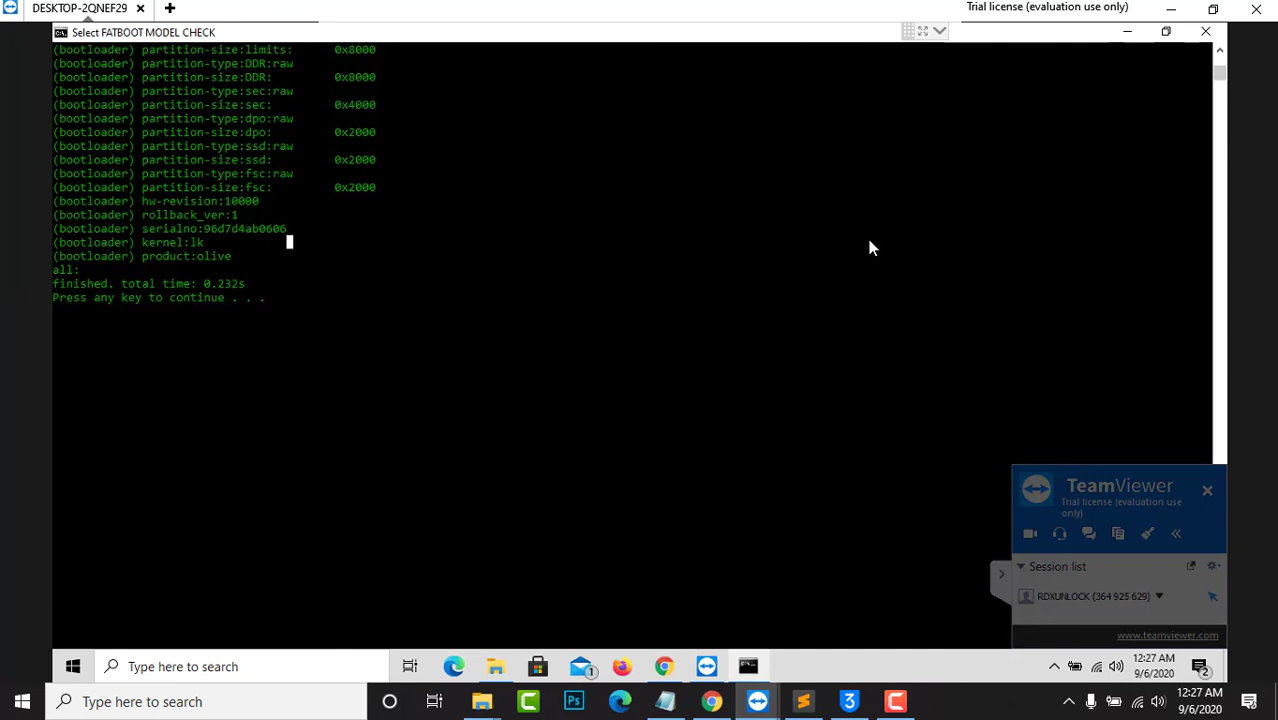 DESKTOP-2QNEF29
Trial license (evaluation use only)
Select FATBOOT MODEL CHECK
(bootloader) partition-size:limits: 0x8000
(bootloader) partition-type:DDR:raw
(bootloader) partition-size:DDR: 0x8000
(bootloader) partition-type:sec:raw
(bootloader) partition-size:sec: 0x4000
(bootloader) partition-type:dpo:raw
(bootloader) partition-size:dpo: 0x2000
(bootloader) partition-type:ssd:raw
(bootloader) partition-size:ssd: 0x2000
(bootloader) partition-type:fsc:raw
(bootloader) partition-size:fsc: 0x2000
(bootloader) hw-revision:10000
(bootloader) rollback_ver:1
(bootloader) serialno:96d7d4ab0606
(bootloader) kernel:lk
(bootloader) product:olive
all:
finished. total time: 0.232s
Press any key to continue . . .
TeamViewer
Trial license (evaluation use
only)
Session list
RDXUNLOCK (364 925 629)
www.teamviewer.com
Type here to search
1
12:27 AM
9/6/2020
2
Type here to search
Ps
3
12:27 AM
9/6/2020